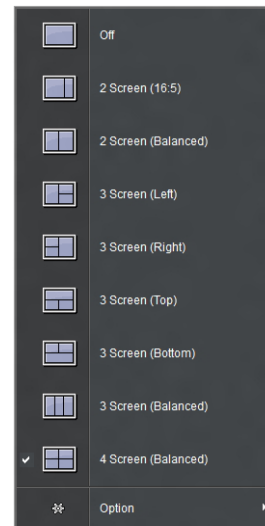 Off
2 Screen (16:5)
2 Screen (Balanced)
3 Screen (Left)
3 Screen (Right)
3 Screen (Top)
3 Screen (Bottom)
3 Screen (Balanced)
4 Screen (Balanced)
Option